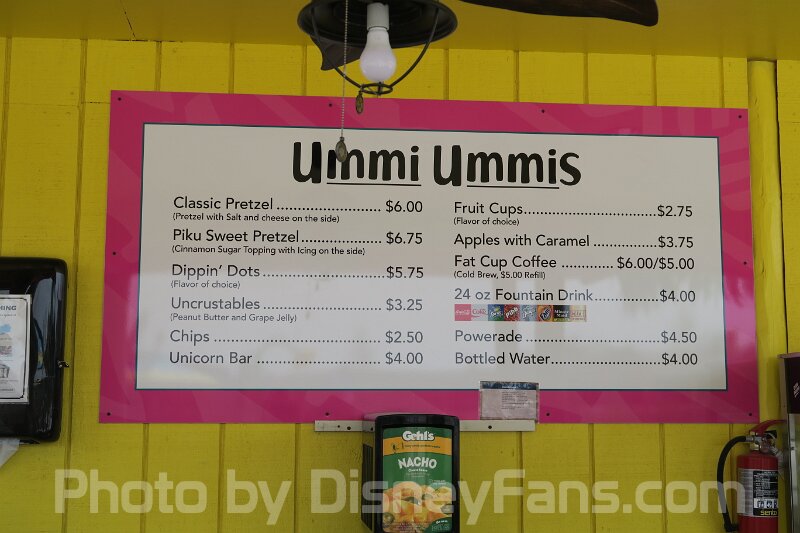 Ummi Ummis
Classic Pretzel ........................ $6.00
(Pretzel with Salt and cheese on the side)
Piku Sweet Pretzel ................... $6.75
(Cinnamon Sugar Topping with Icing on the side)
Dippin' Dots ............................ $5.75
(Flavor of choice)
Uncrustables ........................... $3.25
(Peanut Butter and Grape Jelly)
Chips ....................................... $2.50
Unicorn Bar ............................. $4.00
Fruit Cups ............................... $2.75
(Flavor of choice)
Apples with Caramel ............... $3.75
Fat Cup Coffee ............. $6.00/$5.00
(Cold Brew, $5.00 Refill)
24 oz Fountain Drink ............... $4.00
Powerade ................................. $4.50
Bottled Water .......................... $4.00
Gehl's
NACHO
Photo by DisneyFans.com